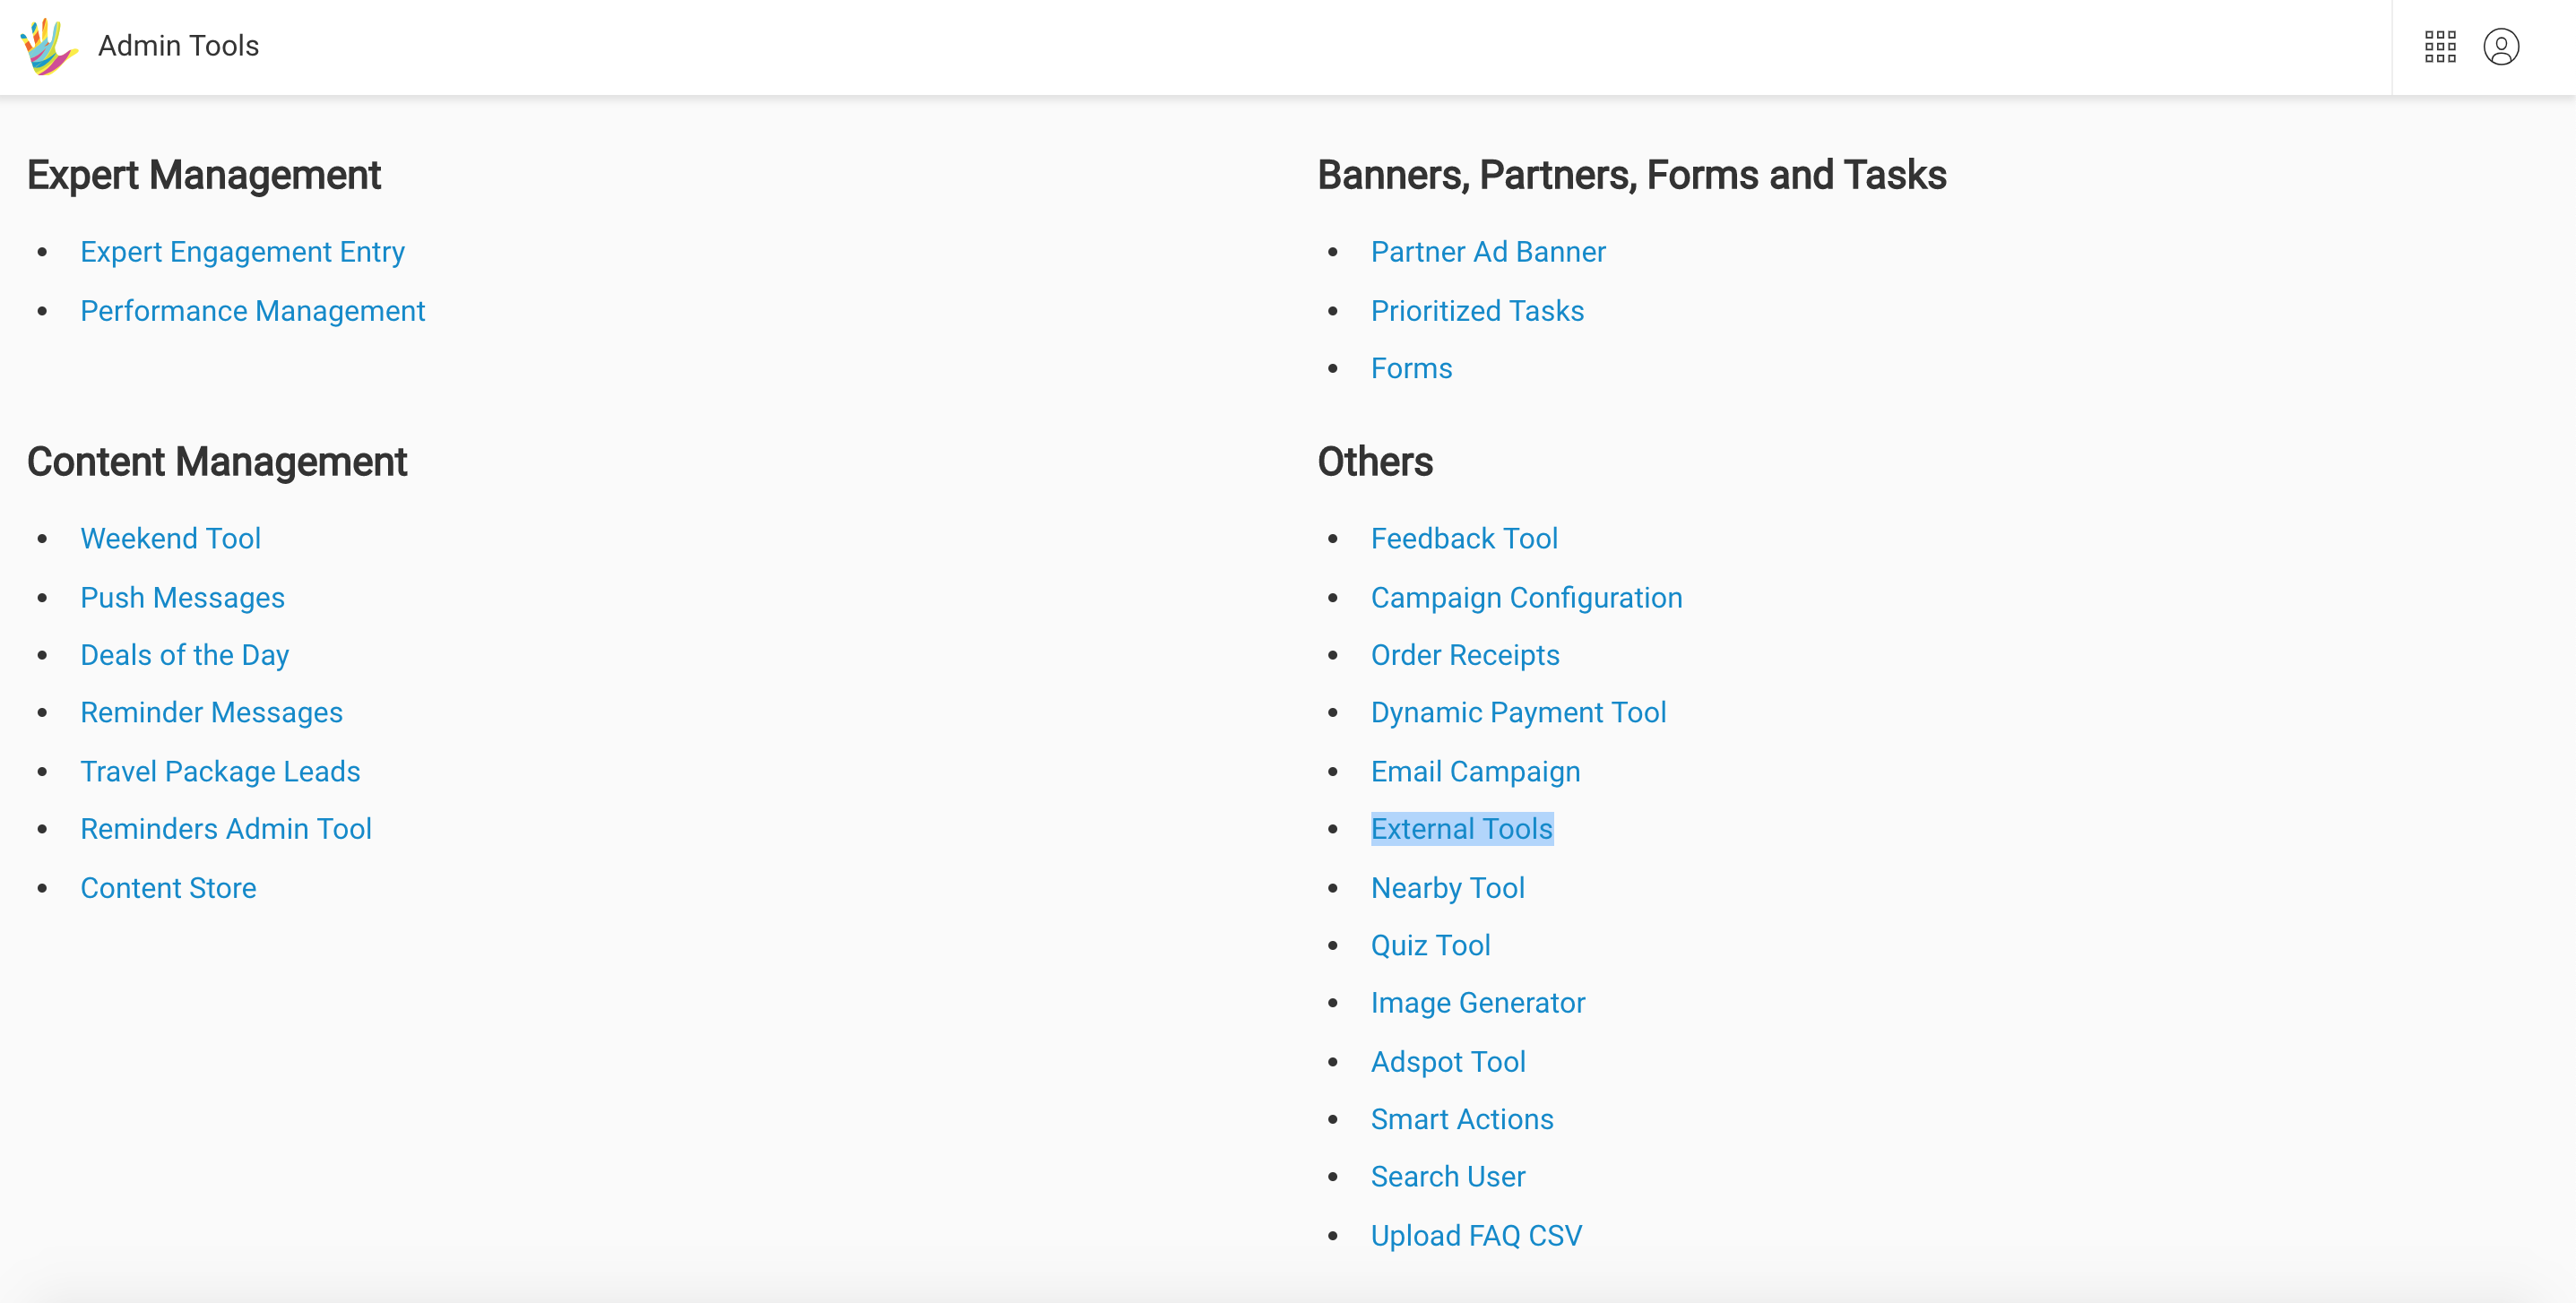 Admin Tools
Expert Management
Expert Engagement Entry
Performance Management
Banners, Partners, Forms and Tasks
Partner Ad Banner
Prioritized Tasks
Forms
Content Management
Weekend Tool
Push Messages
Deals of the Day
Reminder Messages
Travel Package Leads
Reminders Admin Tool
Content Store
Others
Feedback Tool
Campaign Configuration
Order Receipts
Dynamic Payment Tool
Email Campaign
External Tools
Nearby Tool
Quiz Tool
Image Generator
Adspot Tool
Smart Actions
Search User
Upload FAQ CSV